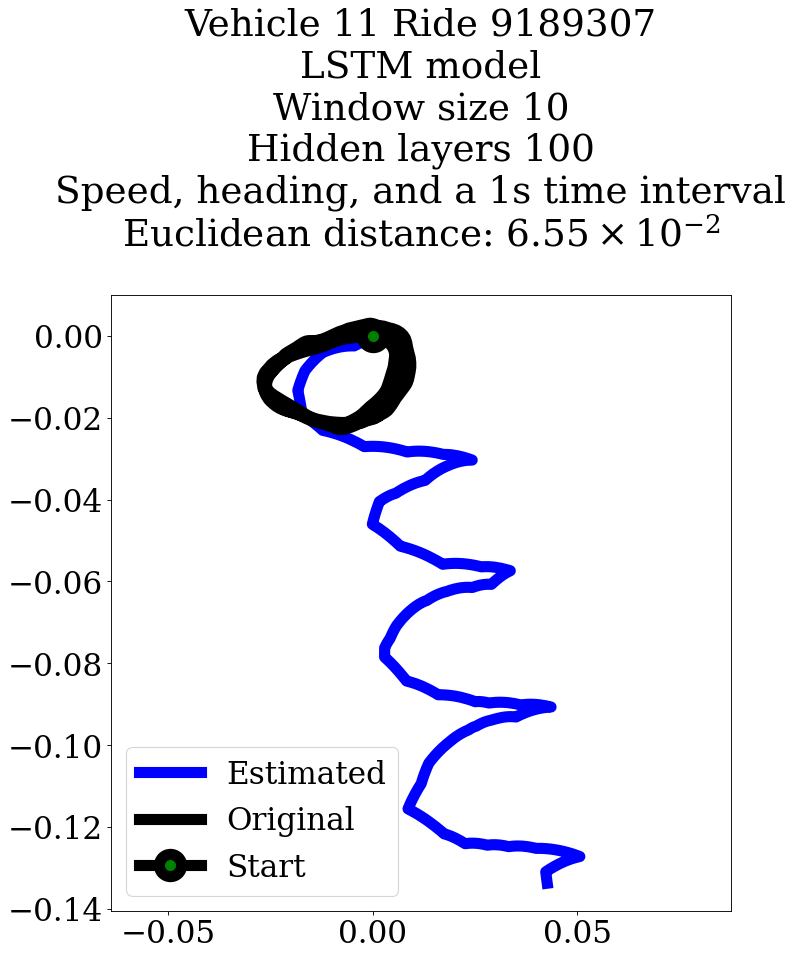 Vehicle 11 Ride 9189307
LSTM model
Window size 10
Hidden layers 100
Speed, heading, and a 1s time interval
Euclidean distance: 6.55 × 10⁻²
0.00
−0.02
−0.04
−0.06
−0.08
−0.10
−0.12
−0.14
Estimated
Original
Start
−0.05
0.00
0.05